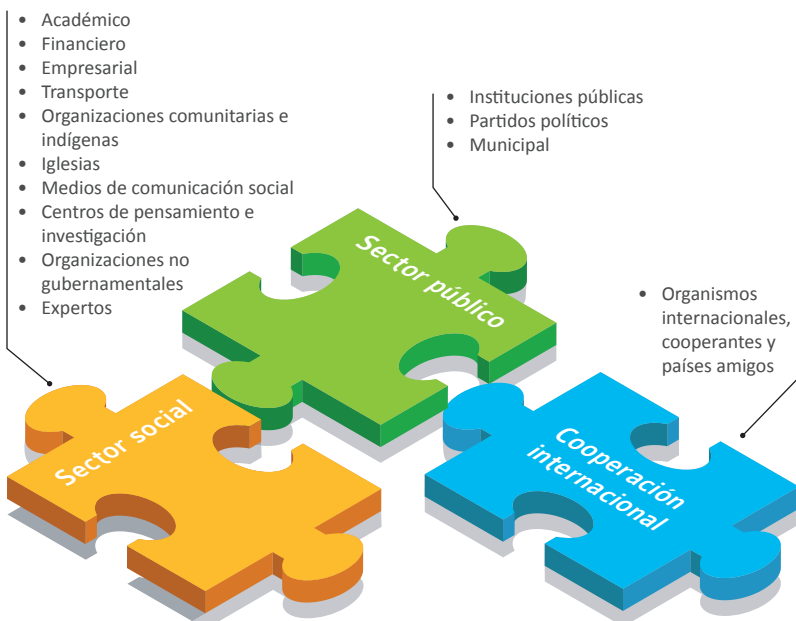 • Académico
• Financiero
• Empresarial
• Transporte
• Organizaciones comunitarias e
indígenas
• Iglesias
• Medios de comunicación social
• Centros de pensamiento e
investigación
• Organizaciones no
gubernamentales
• Expertos
• Instituciones públicas
• Partidos políticos
• Municipal
Sector público
• Organismos
internacionales,
cooperantes y
países amigos
Sector social
Cooperación
internacional